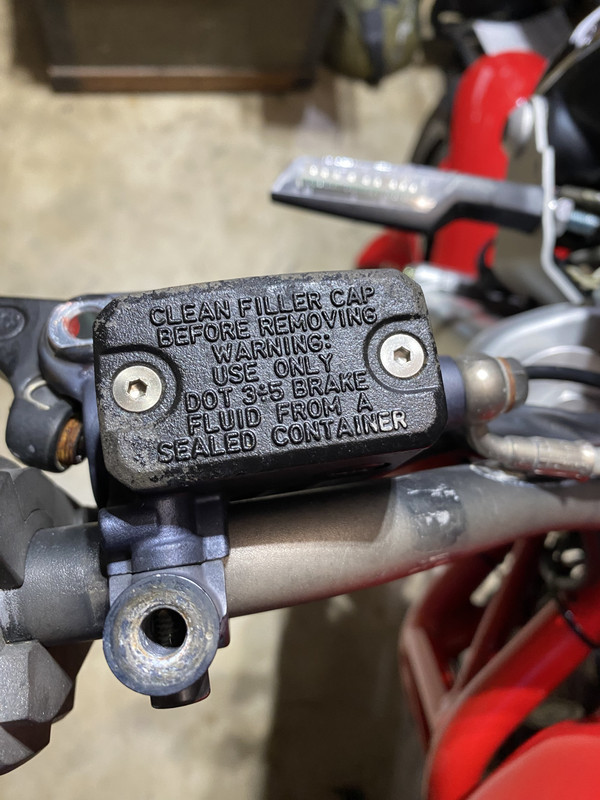 CLEAN FILLER CAP
BEFORE REMOVING
WARNING:
USE ONLY
DOT 3÷5 BRAKE
FLUID FROM A
SEALED CONTAINER